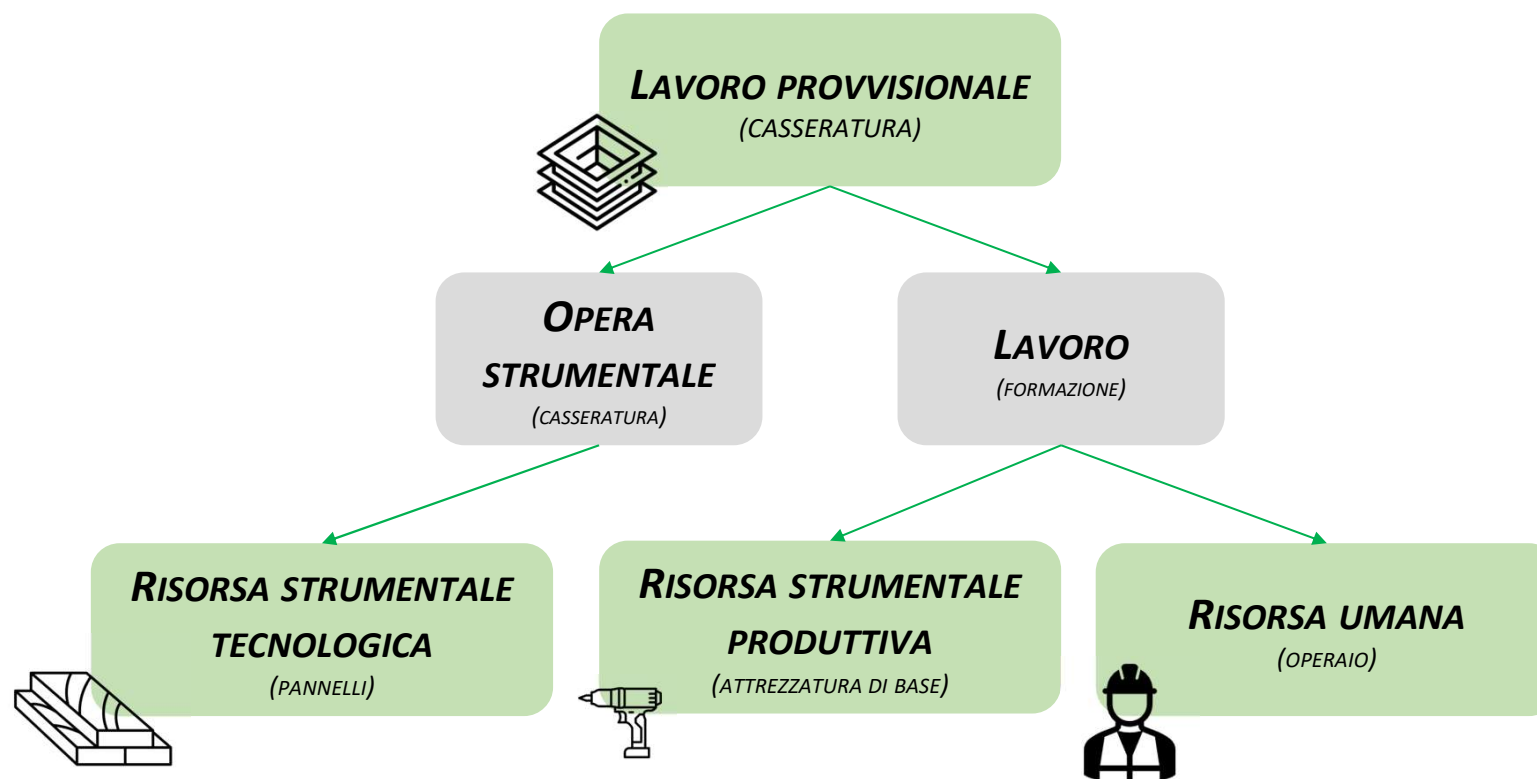 LAVORO PROVVISIONALE
(CASSERATURA)
OPERA
STRUMENTALE
(CASSERATURA)
LAVORO
(FORMAZIONE)
RISORSA STRUMENTALE
TECNOLOGICA
(PANNELLI)
RISORSA STRUMENTALE
PRODUTTIVA
(ATTREZZATURA DI BASE)
RISORSA UMANA
(OPERAIO)